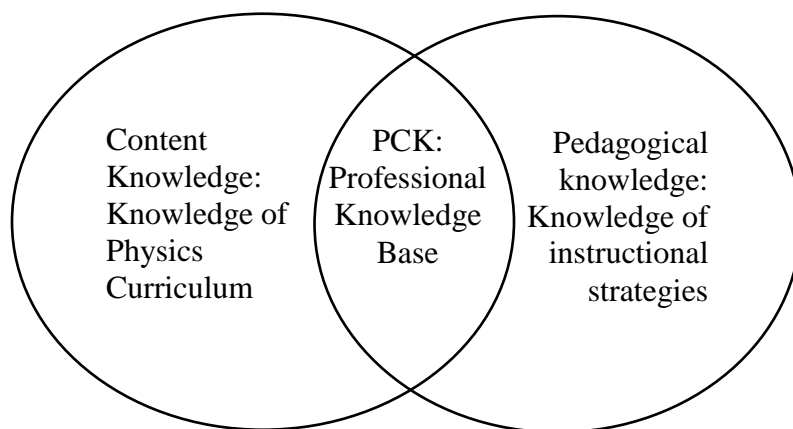 Content
Knowledge:
Knowledge of
Physics
Curriculum
PCK:
Professional
Knowledge
Base
Pedagogical
knowledge:
Knowledge of
instructional
strategies